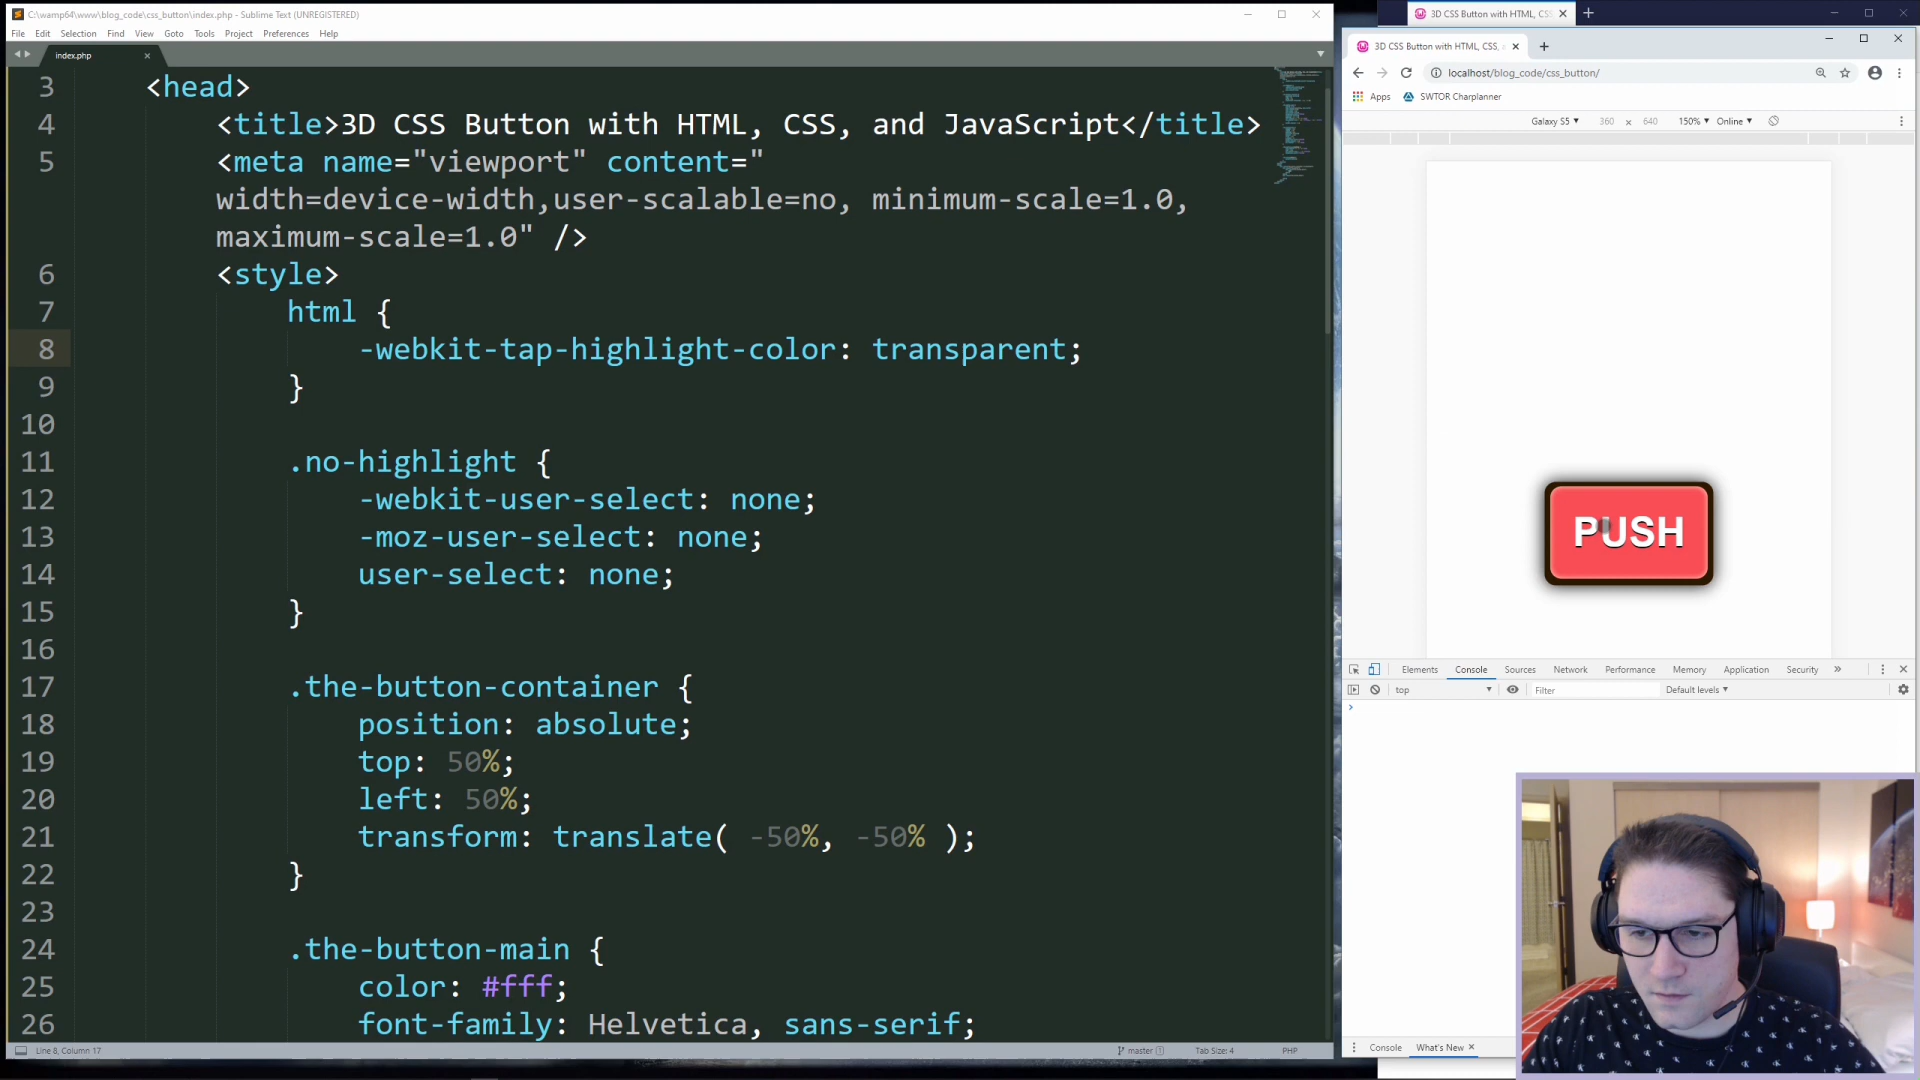 C:\wamp64\www\blog_code\css_button\index.php - Sublime Text (UNREGISTERED)
File Edit Selection Find View Goto Tools Project Preferences Help
index.php
3 <head>
4 <title>3D CSS Button with HTML, CSS, and JavaScript</title>
5 <meta name="viewport" content="
width=device-width,user-scalable=no, minimum-scale=1.0,
maximum-scale=1.0" />
6 <style>
7 html {
8 -webkit-tap-highlight-color: transparent;
9 }
10
11 .no-highlight {
12 -webkit-user-select: none;
13 -moz-user-select: none;
14 user-select: none;
15 }
16
17 .the-button-container {
18 position: absolute;
19 top: 50%;
20 left: 50%;
21 transform: translate( -50%, -50% );
22 }
23
24 .the-button-main {
25 color: #fff;
26 font-family: Helvetica, sans-serif;
Line 8, Column 17
master 1
Tab Size: 4
PHP
3D CSS Button with HTML, CSS
3D CSS Button with HTML, CSS,
localhost/blog_code/css_button/
Apps SWTOR Charplanner
Galaxy S5 360 x 640 150% Online
PUSH
Elements Console Sources Network Performance Memory Application Security
top Filter Default levels
Console What's New